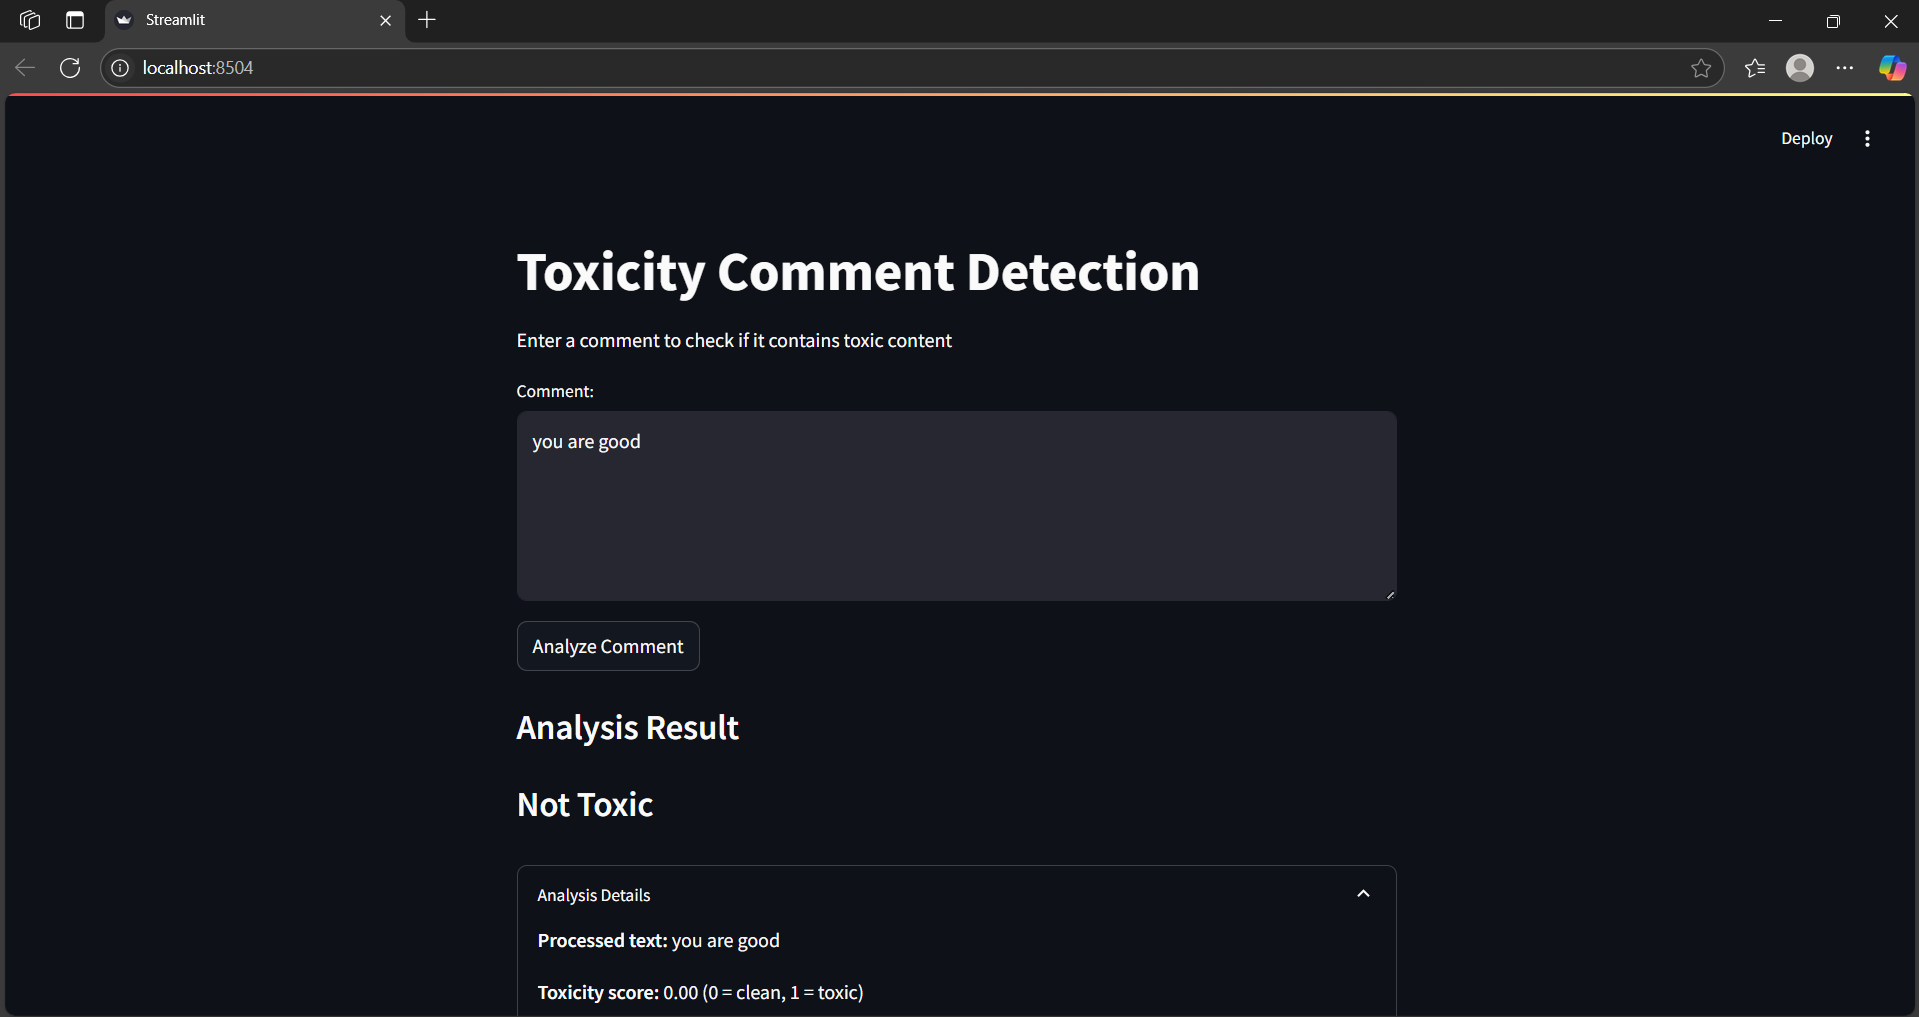 Streamlit
localhost:8504
Deploy
Toxicity Comment Detection
Enter a comment to check if it contains toxic content
Comment:
you are good
Analyze Comment
Analysis Result
Not Toxic
Analysis Details
Processed text: you are good
Toxicity score: 0.00 (0 = clean, 1 = toxic)